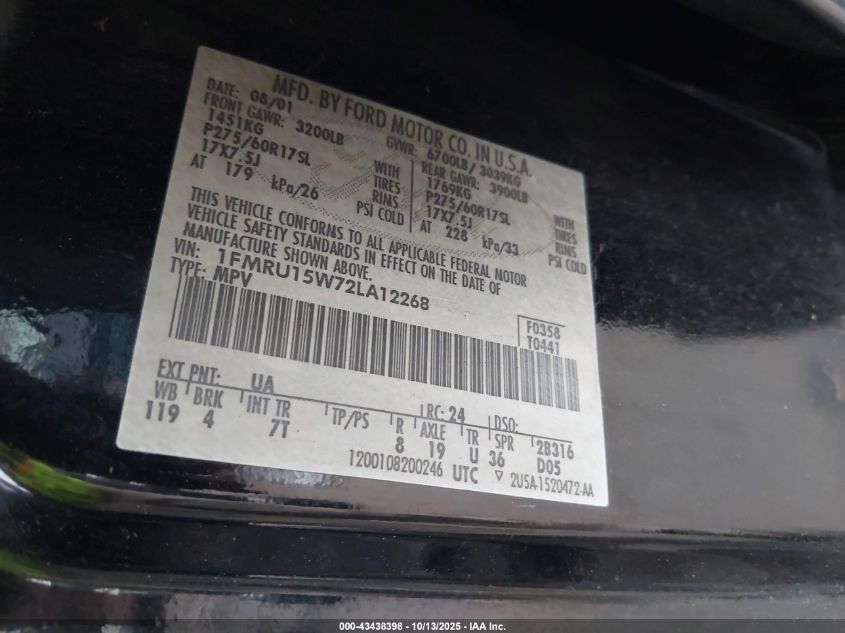 MFD. BY FORD MOTOR CO. IN U.S.A.
DATE: 08/01 GVWR: 6700LB/ 3039KG
FRONT GAWR: 3200LB REAR GAWR: 3900LB
1451KG WITH 1769KG WITH
P275/60R17SL TIRES P275/60R17SL TIRES
17X7.5J RIMS 17X7.5J RIMS
AT 179 kPa/26 PSI COLD AT 228 kPa/33 PSI COLD
THIS VEHICLE CONFORMS TO ALL APPLICABLE FEDERAL MOTOR
VEHICLE SAFETY STANDARDS IN EFFECT ON THE DATE OF
MANUFACTURE SHOWN ABOVE.
VIN: 1FMRU15W72LA12268
TYPE: MPV
F0358
T0441
EXT PNT: UA RC: 24 DSO:
WB BRK INT TR TP/PS R AXLE TR SPR 2B316
119 4 7T 8 19 U 36 D05
1200108200246 UTC 2U5A-1520472-AA
000-43438398 - 10/13/2025 - IAA Inc.